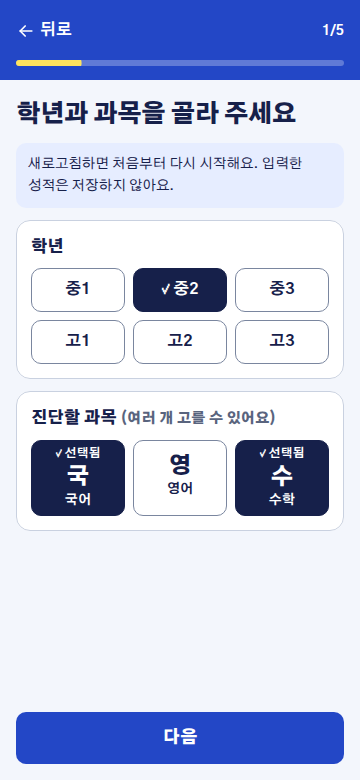 ← 뒤로
1/5
학년과 과목을 골라 주세요
새로고침하면 처음부터 다시 시작해요. 입력한
성적은 저장하지 않아요.
학년
중1
✓ 중2
중3
고1
고2
고3
진단할 과목 (여러 개 고를 수 있어요)
✓ 선택됨
국
국어
영
영어
✓ 선택됨
수
수학
다음